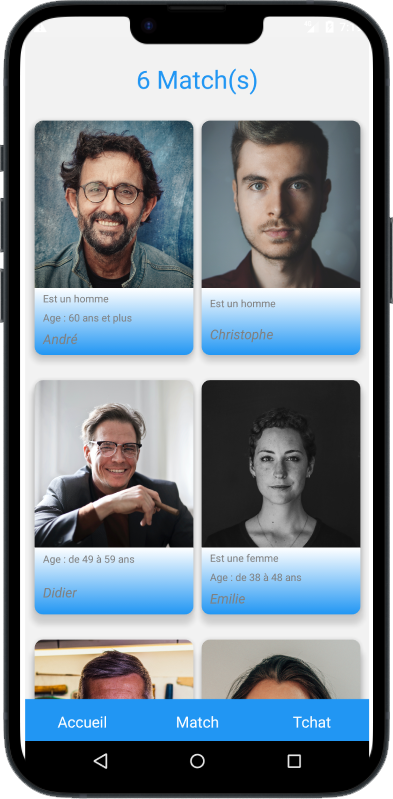 6 Match(s)
Est un homme
Age : 60 ans et plus
André
Est un homme
Christophe
Age : de 49 à 59 ans
Didier
Est une femme
Age : de 38 à 48 ans
Emilie
Accueil Match Tchat